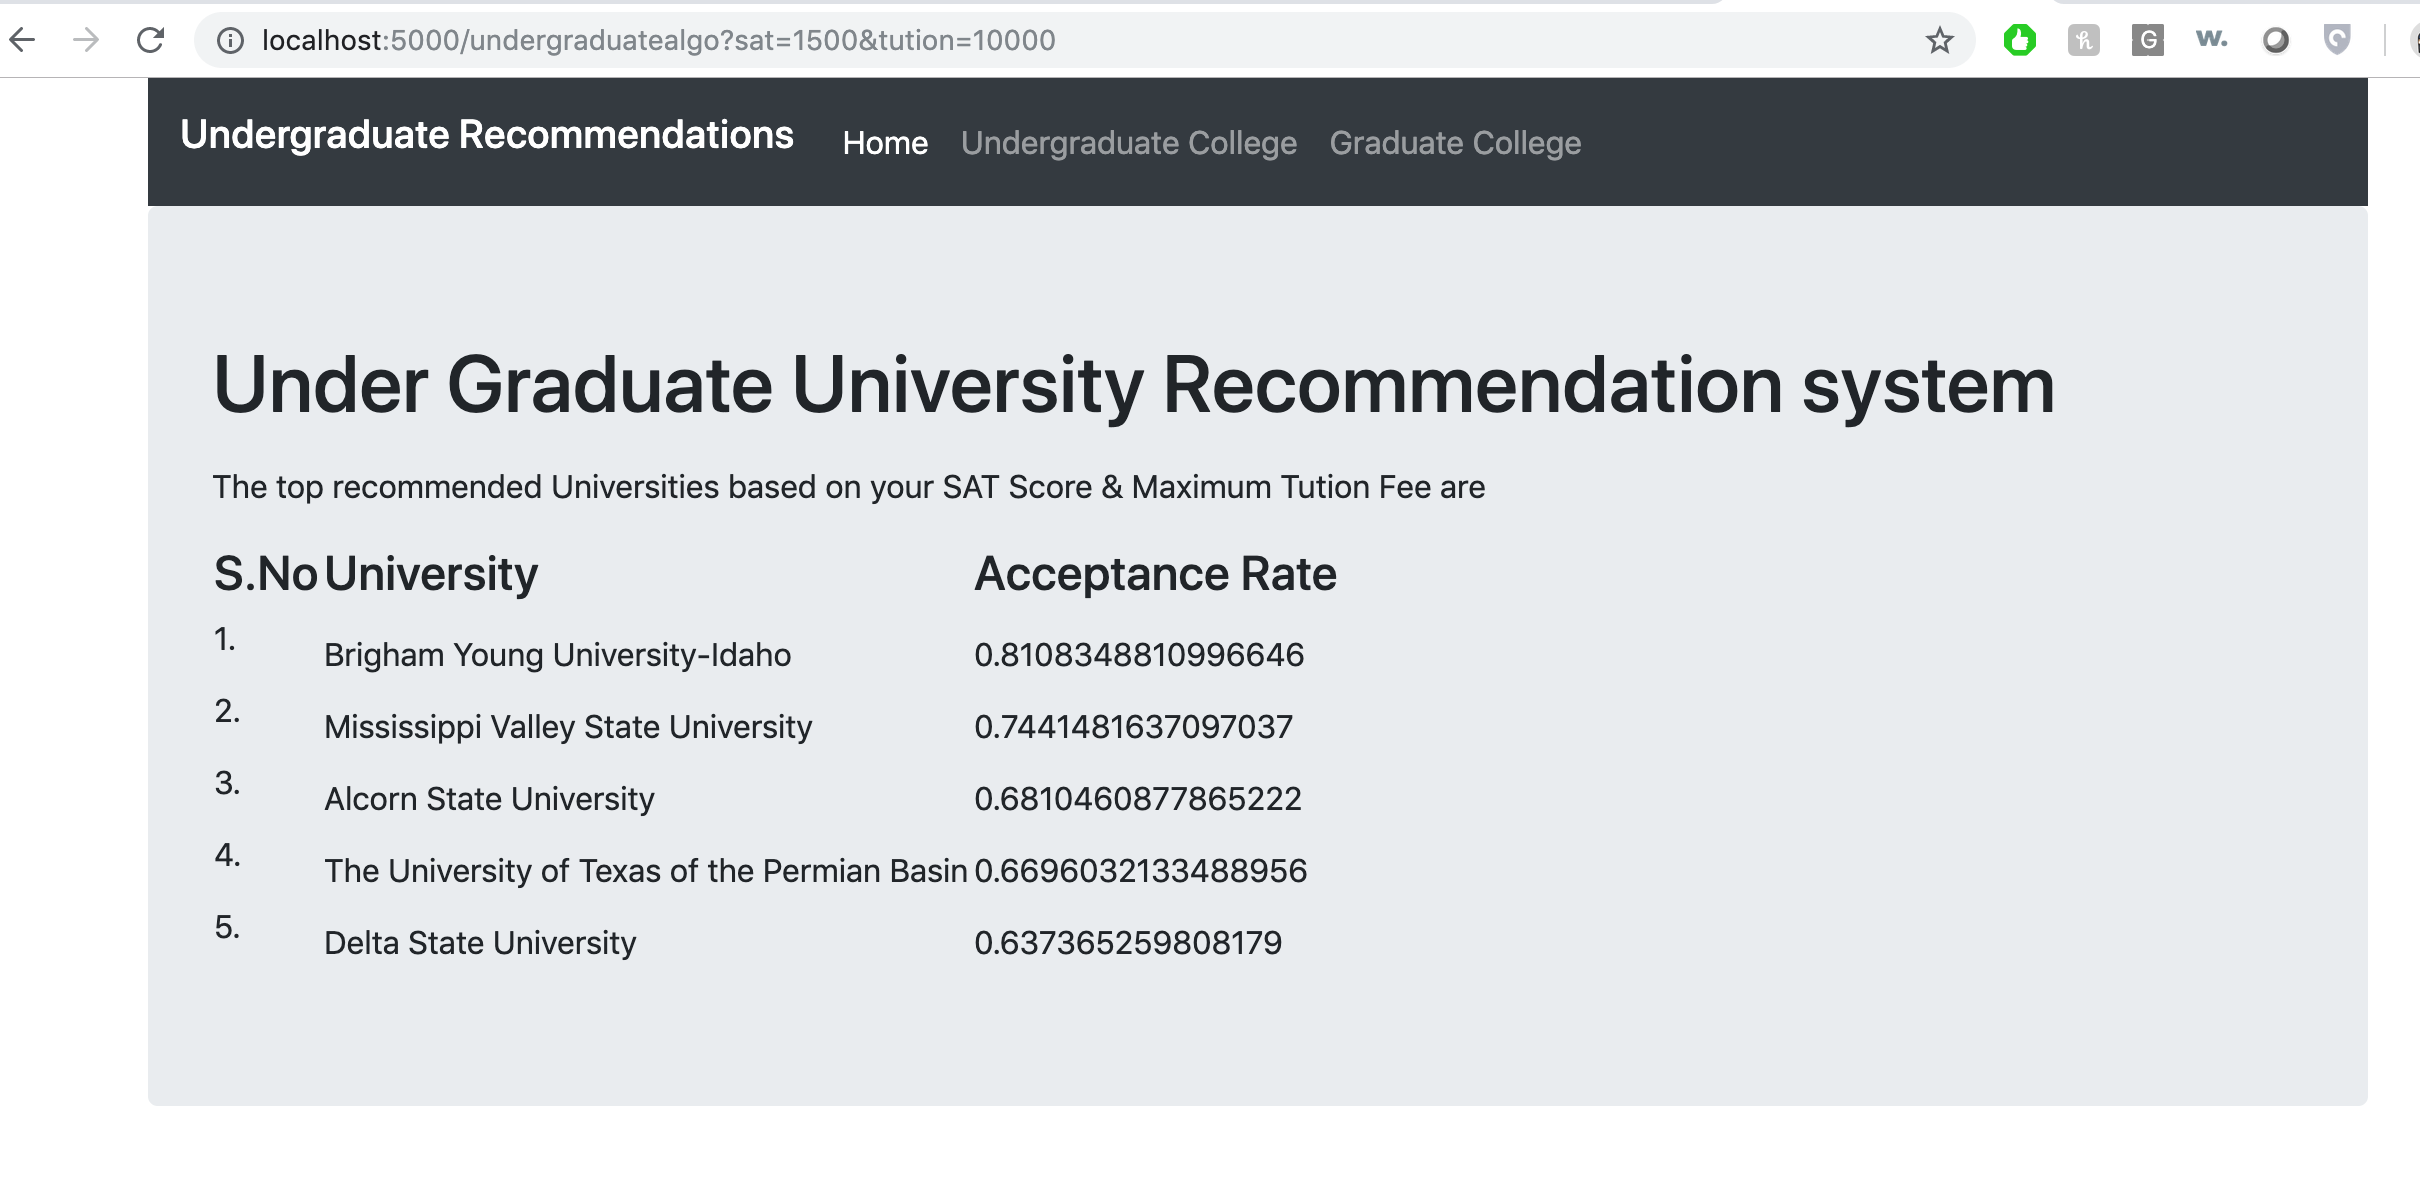 localhost:5000/undergraduatealgo?sat=1500&tution=10000
G w.
Undergraduate Recommendations Home Undergraduate College Graduate College
Under Graduate University Recommendation system
The top recommended Universities based on your SAT Score & Maximum Tution Fee are
S.No University Acceptance Rate
1. Brigham Young University-Idaho 0.8108348810996646
2. Mississippi Valley State University 0.7441481637097037
3. Alcorn State University 0.6810460877865222
4. The University of Texas of the Permian Basin 0.6696032133488956
5. Delta State University 0.637365259808179